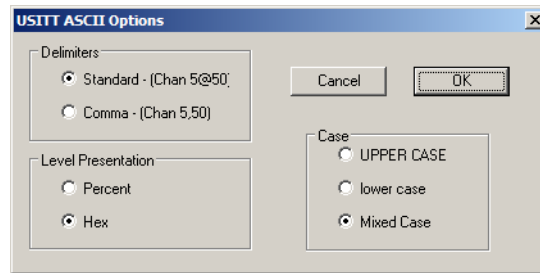 USITT ASCII Options
Delimiters
Standard - (Chan 5@50)
Comma - (Chan 5,50)
Level Presentation
Percent
Hex
Cancel
OK
Case
UPPER CASE
lower case
Mixed Case